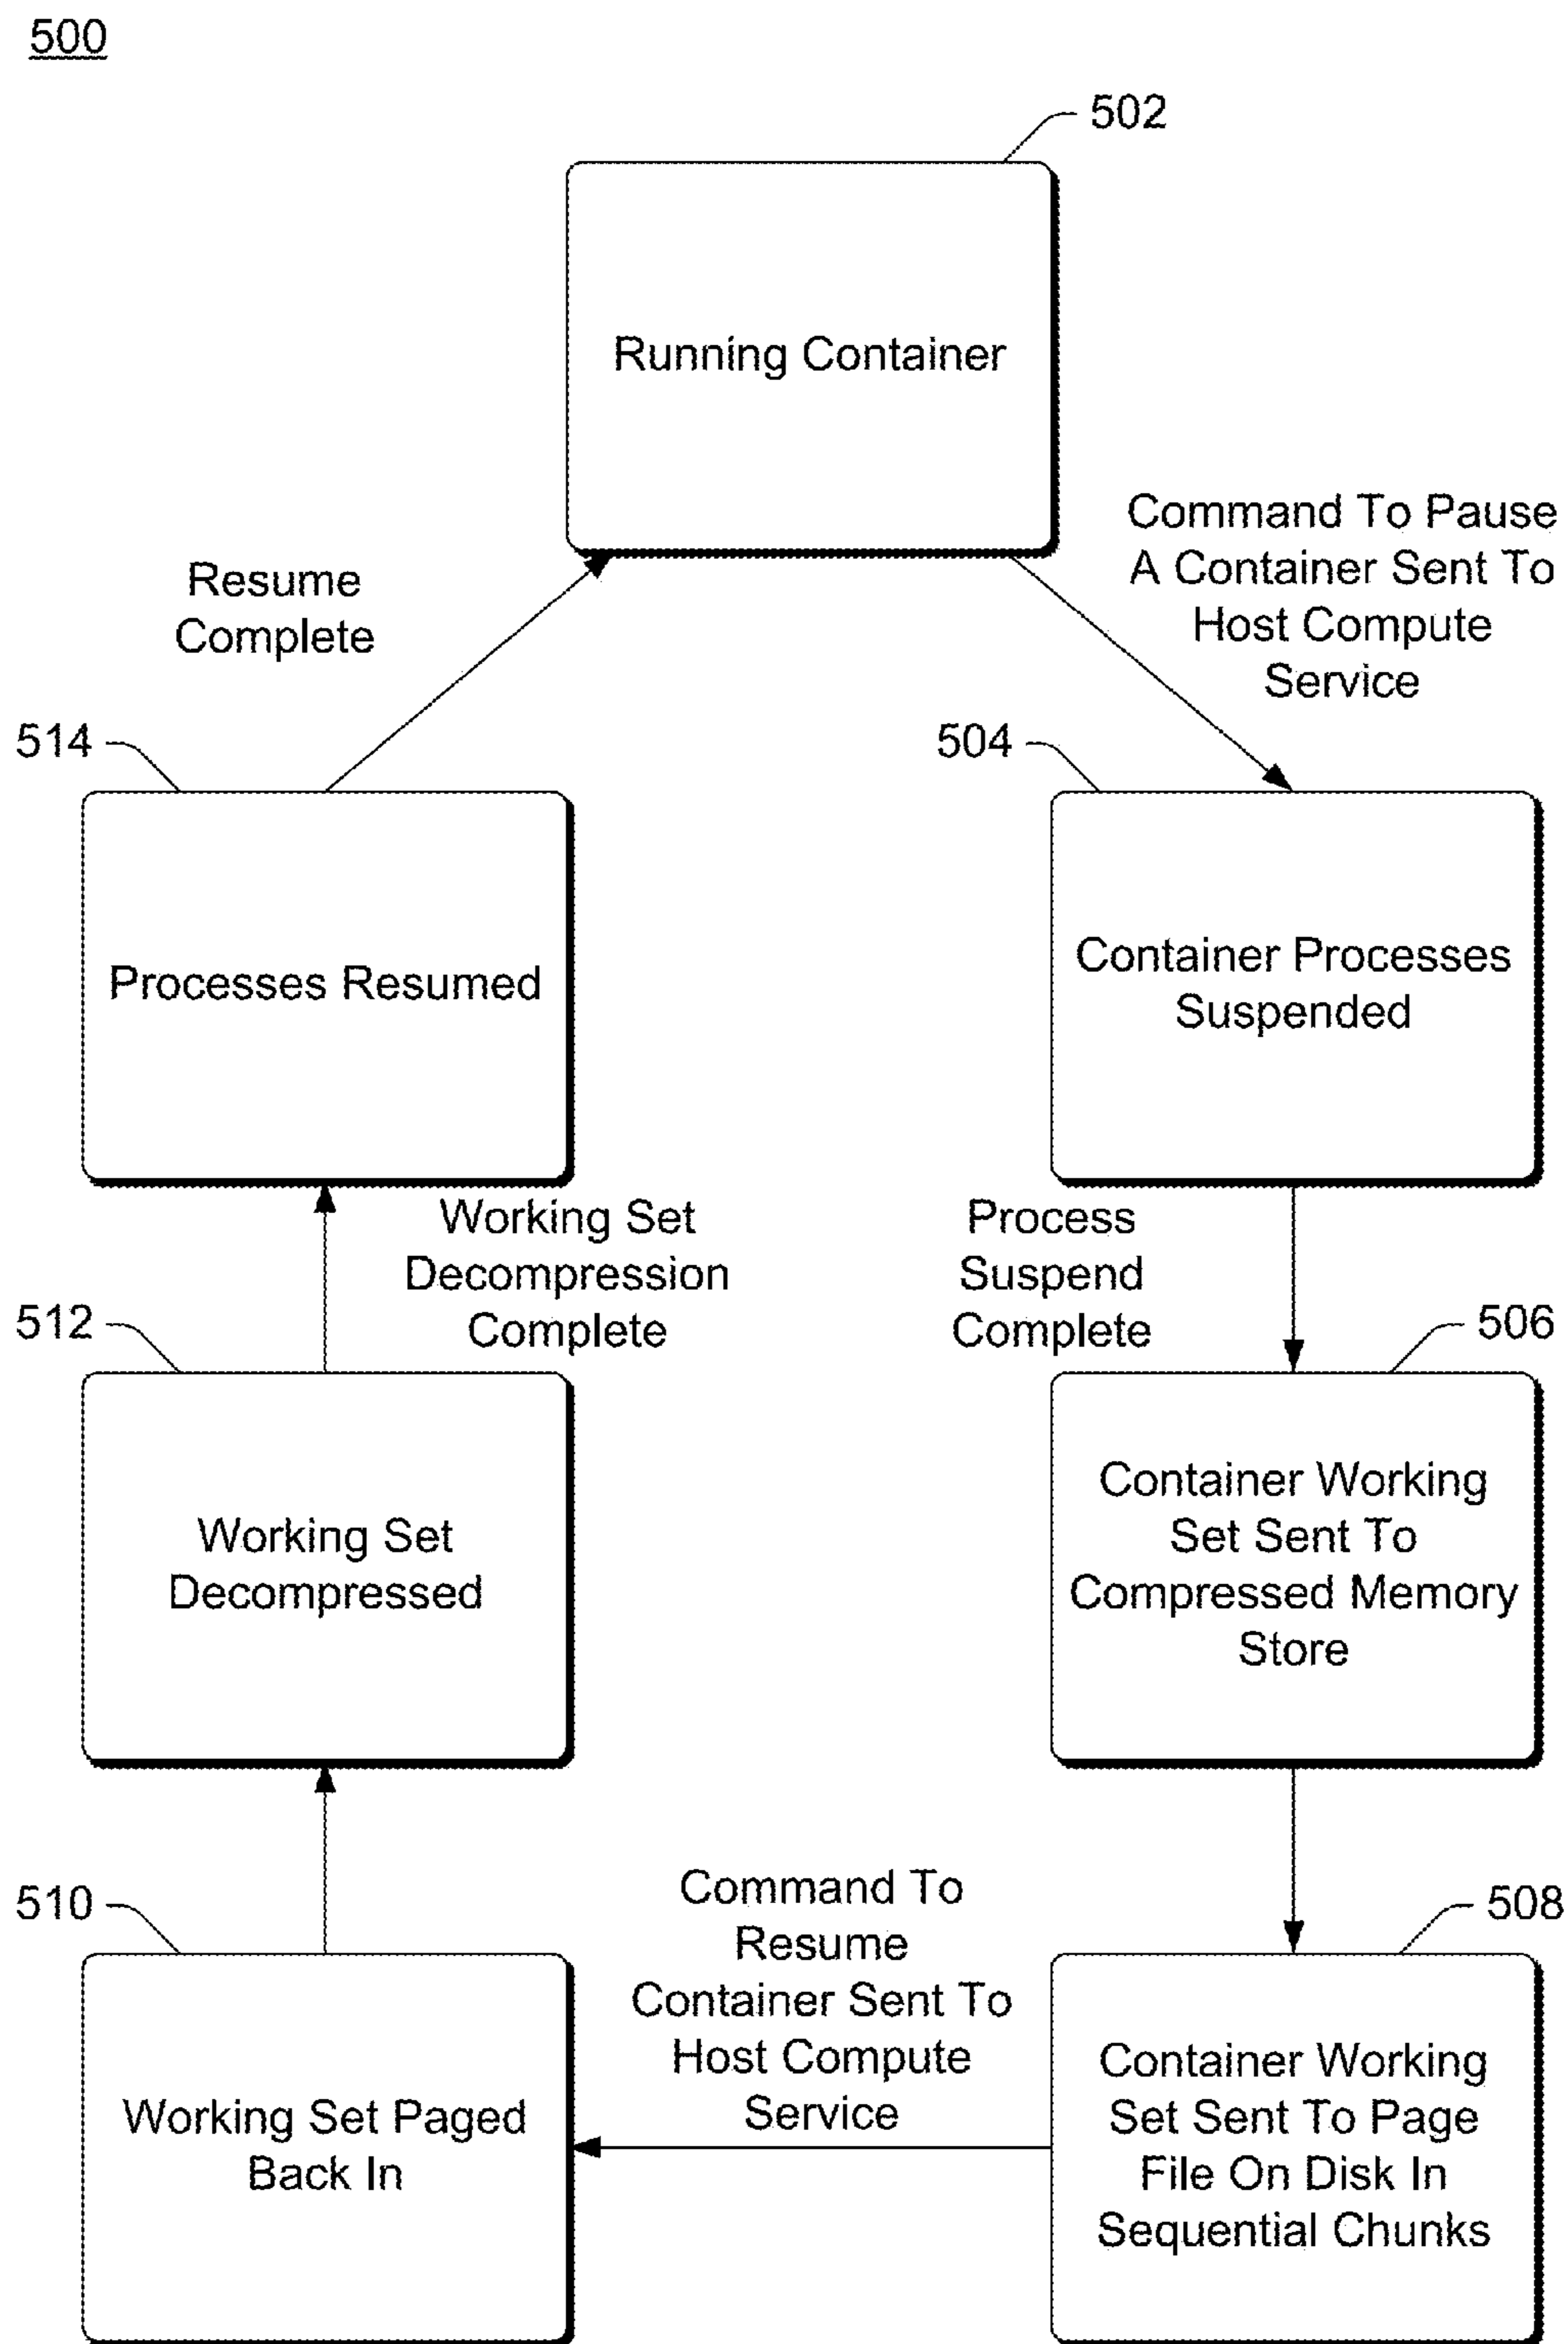 500
502
Running Container
Command To Pause
A Container Sent To
Host Compute
Service
Resume
Complete
514
504
Processes Resumed
Container Processes
Suspended
Working Set
Decompression
Complete
Process
Suspend
Complete
512
506
Working Set
Decompressed
Container Working
Set Sent To
Compressed Memory
Store
510
Command To
Resume
Container Sent To
Host Compute
Service
508
Working Set Paged
Back In
Container Working
Set Sent To Page
File On Disk In
Sequential Chunks